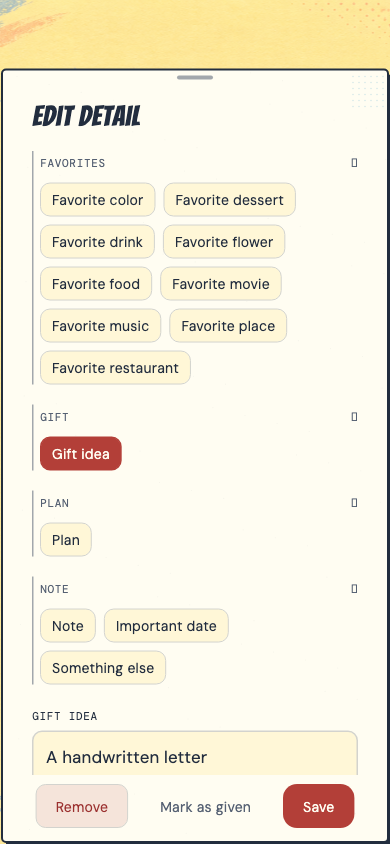 EDIT DETAIL
FAVORITES
Favorite color Favorite dessert
Favorite drink Favorite flower
Favorite food Favorite movie
Favorite music Favorite place
Favorite restaurant
GIFT
Gift idea
PLAN
Plan
NOTE
Note Important date
Something else
GIFT IDEA
A handwritten letter
Remove Mark as given Save